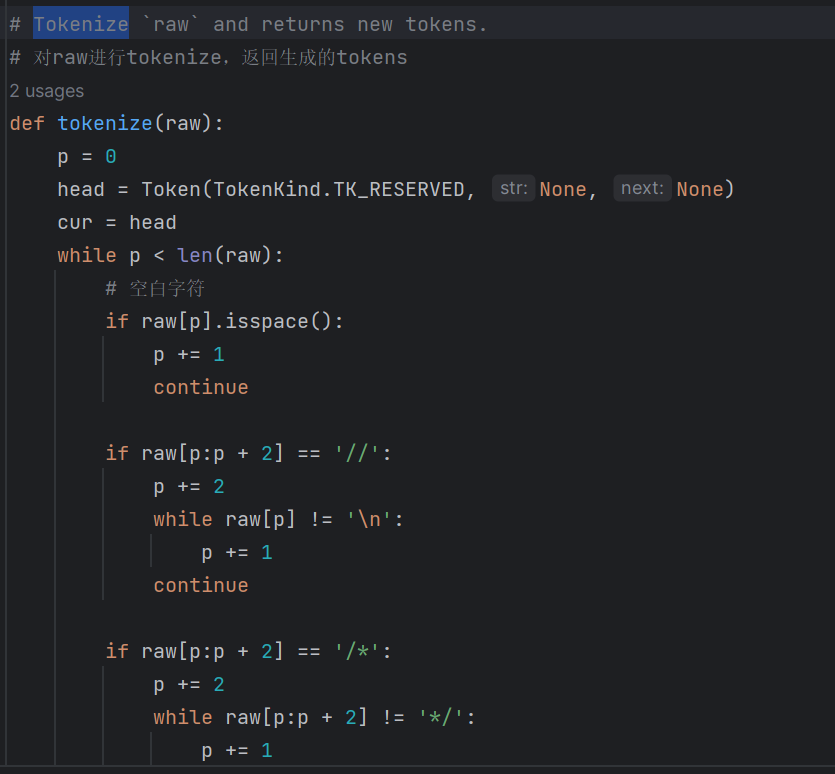 # Tokenize `raw` and returns new tokens.
# 对raw进行tokenize，返回生成的tokens
2 usages
def tokenize(raw):
    p = 0
    head = Token(TokenKind.TK_RESERVED, str: None, next: None)
    cur = head
    while p < len(raw):
        # 空白字符
        if raw[p].isspace():
            p += 1
            continue
        if raw[p:p + 2] == '//':
            p += 2
            while raw[p] != '\n':
                p += 1
            continue
        if raw[p:p + 2] == '/*':
            p += 2
            while raw[p:p + 2] != '*/':
                p += 1